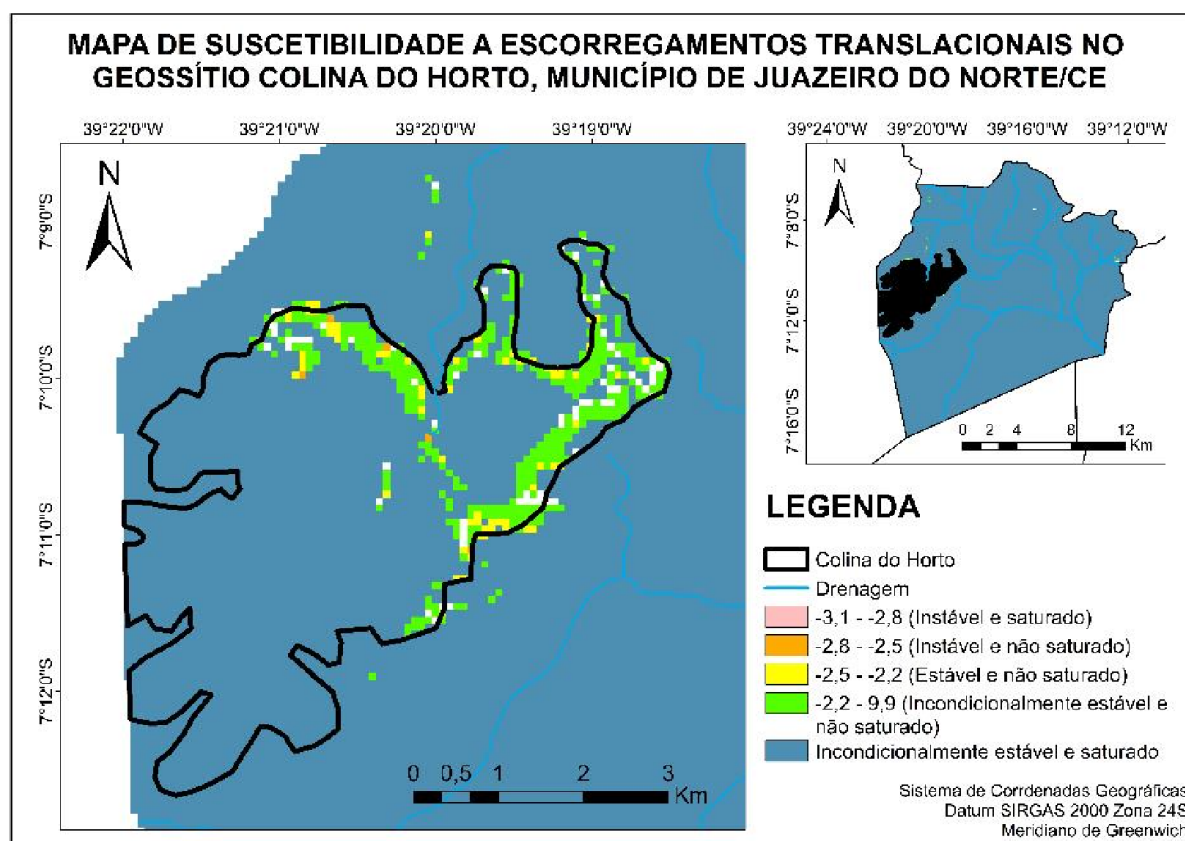 MAPA DE SUSCETIBILIDADE A ESCORREGAMENTOS TRANSLACIONAIS NO
GEOSSÍTIO COLINA DO HORTO, MUNICÍPIO DE JUAZEIRO DO NORTE/CE
39°22'0"W 39°21'0"W 39°20'0"W 39°19'0"W
N
7°9'0"S
7°10'0"S
7°11'0"S
7°12'0"S
0 0,5 1 2 3
Km
39°24'0"W 39°20'0"W 39°16'0"W 39°12'0"W
N
7°8'0"S
7°12'0"S
7°16'0"S
0 2 4 8 12
Km
LEGENDA
Colina do Horto
Drenagem
-3,1 - -2,8 (Instável e saturado)
-2,8 - -2,5 (Instável e não saturado)
-2,5 - -2,2 (Estável e não saturado)
-2,2 - 9,9 (Incondicionalmente estável e
não saturado)
Incondicionalmente estável e saturado
Sistema de Corrdenadas Geográficas
Datum SIRGAS 2000 Zona 24S
Meridiano de Greenwich